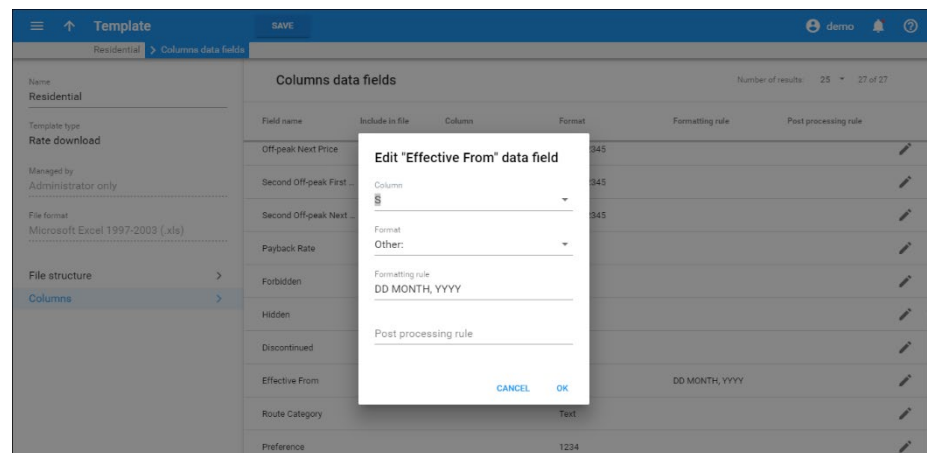 Template
SAVE
demo
Residential
Columns data fields
Name
Residential
Template type
Rate download
Managed by
Administrator only
File format
Microsoft Excel 1997-2003 (.xls)
File structure
Columns
Columns data fields
Number of results: 25 27 of 27
Field name Include in file Column Format Formatting rule Post processing rule
Off-peak Next Price 2345
Second Off-peak First ... 2345
Second Off-peak Next ... 2345
Payback Rate
Forbidden
Hidden
Discontinued
Effective From DD MONTH, YYYY
Route Category Text
Preference 1234
Edit "Effective From" data field
Column
S
Format
Other:
Formatting rule
DD MONTH, YYYY
Post processing rule
CANCEL OK